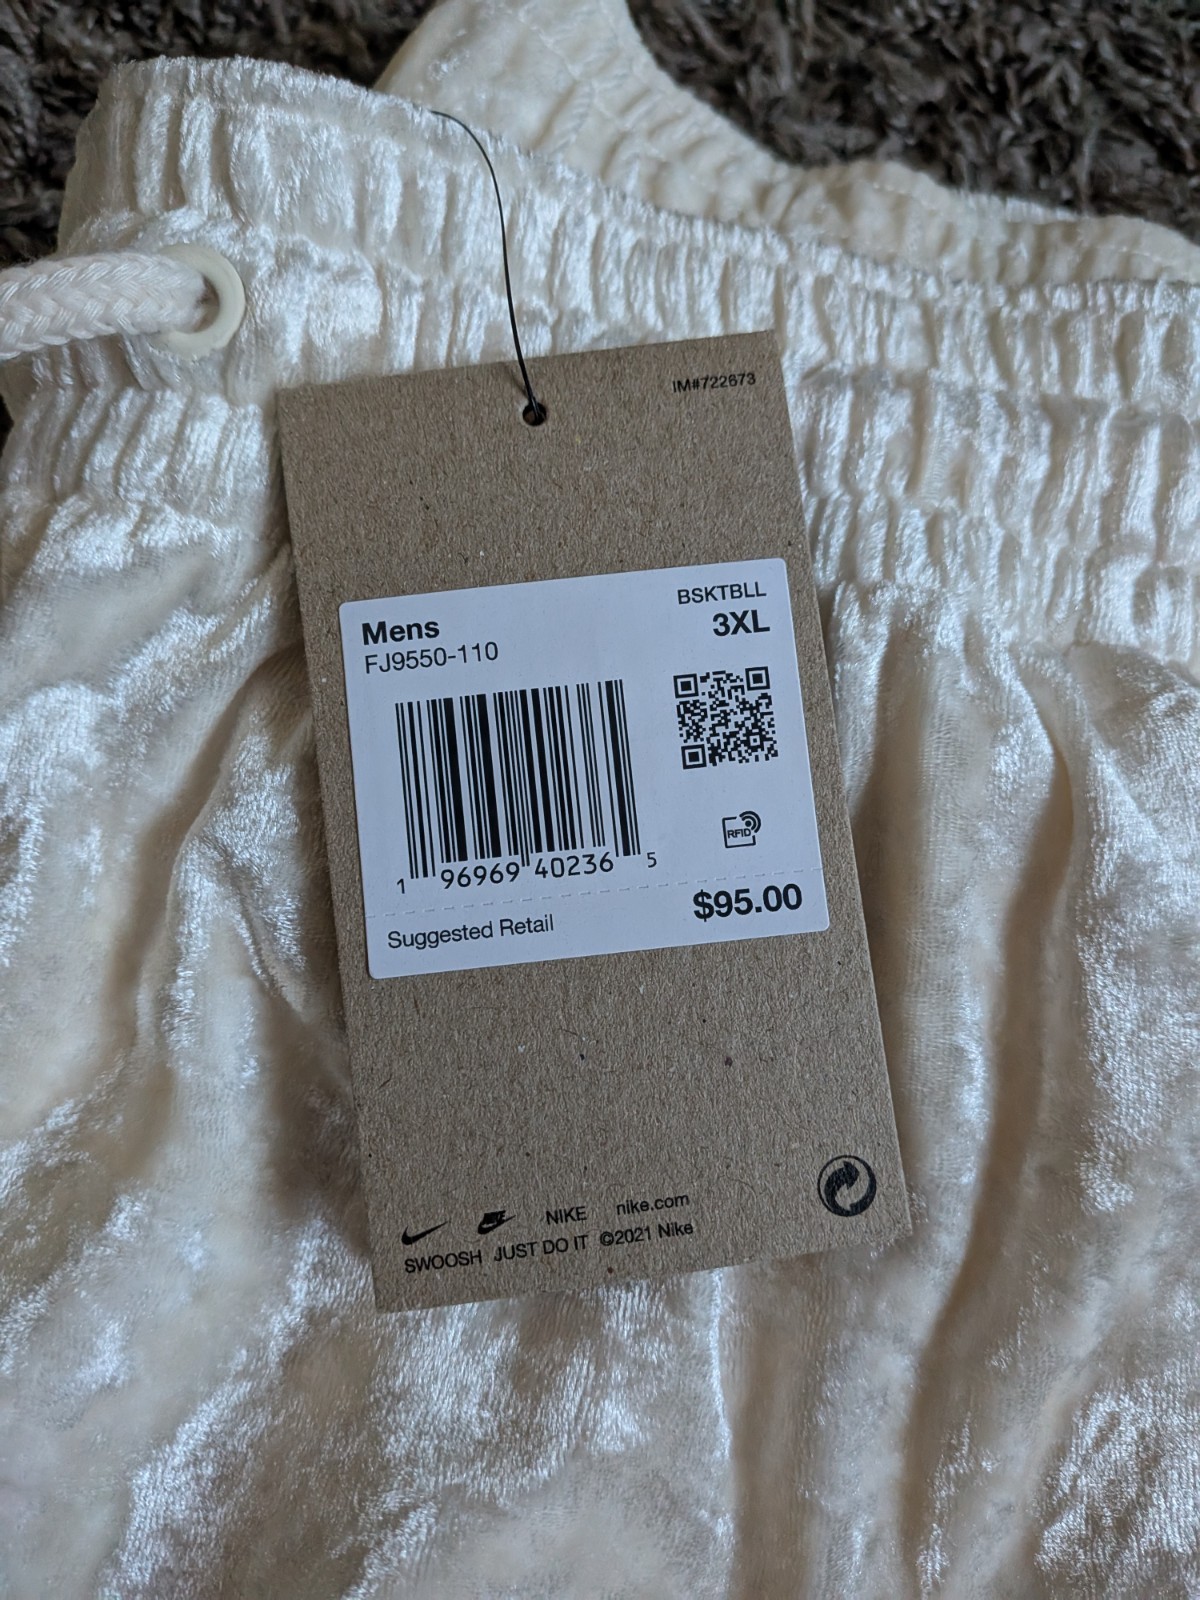 IM#722673
BSKTBLL
Mens 3XL
FJ9550-110
1 96969 40236 5
RFID
Suggested Retail $95.00
NIKE nike.com
SWOOSH JUST DO IT ©2021 Nike